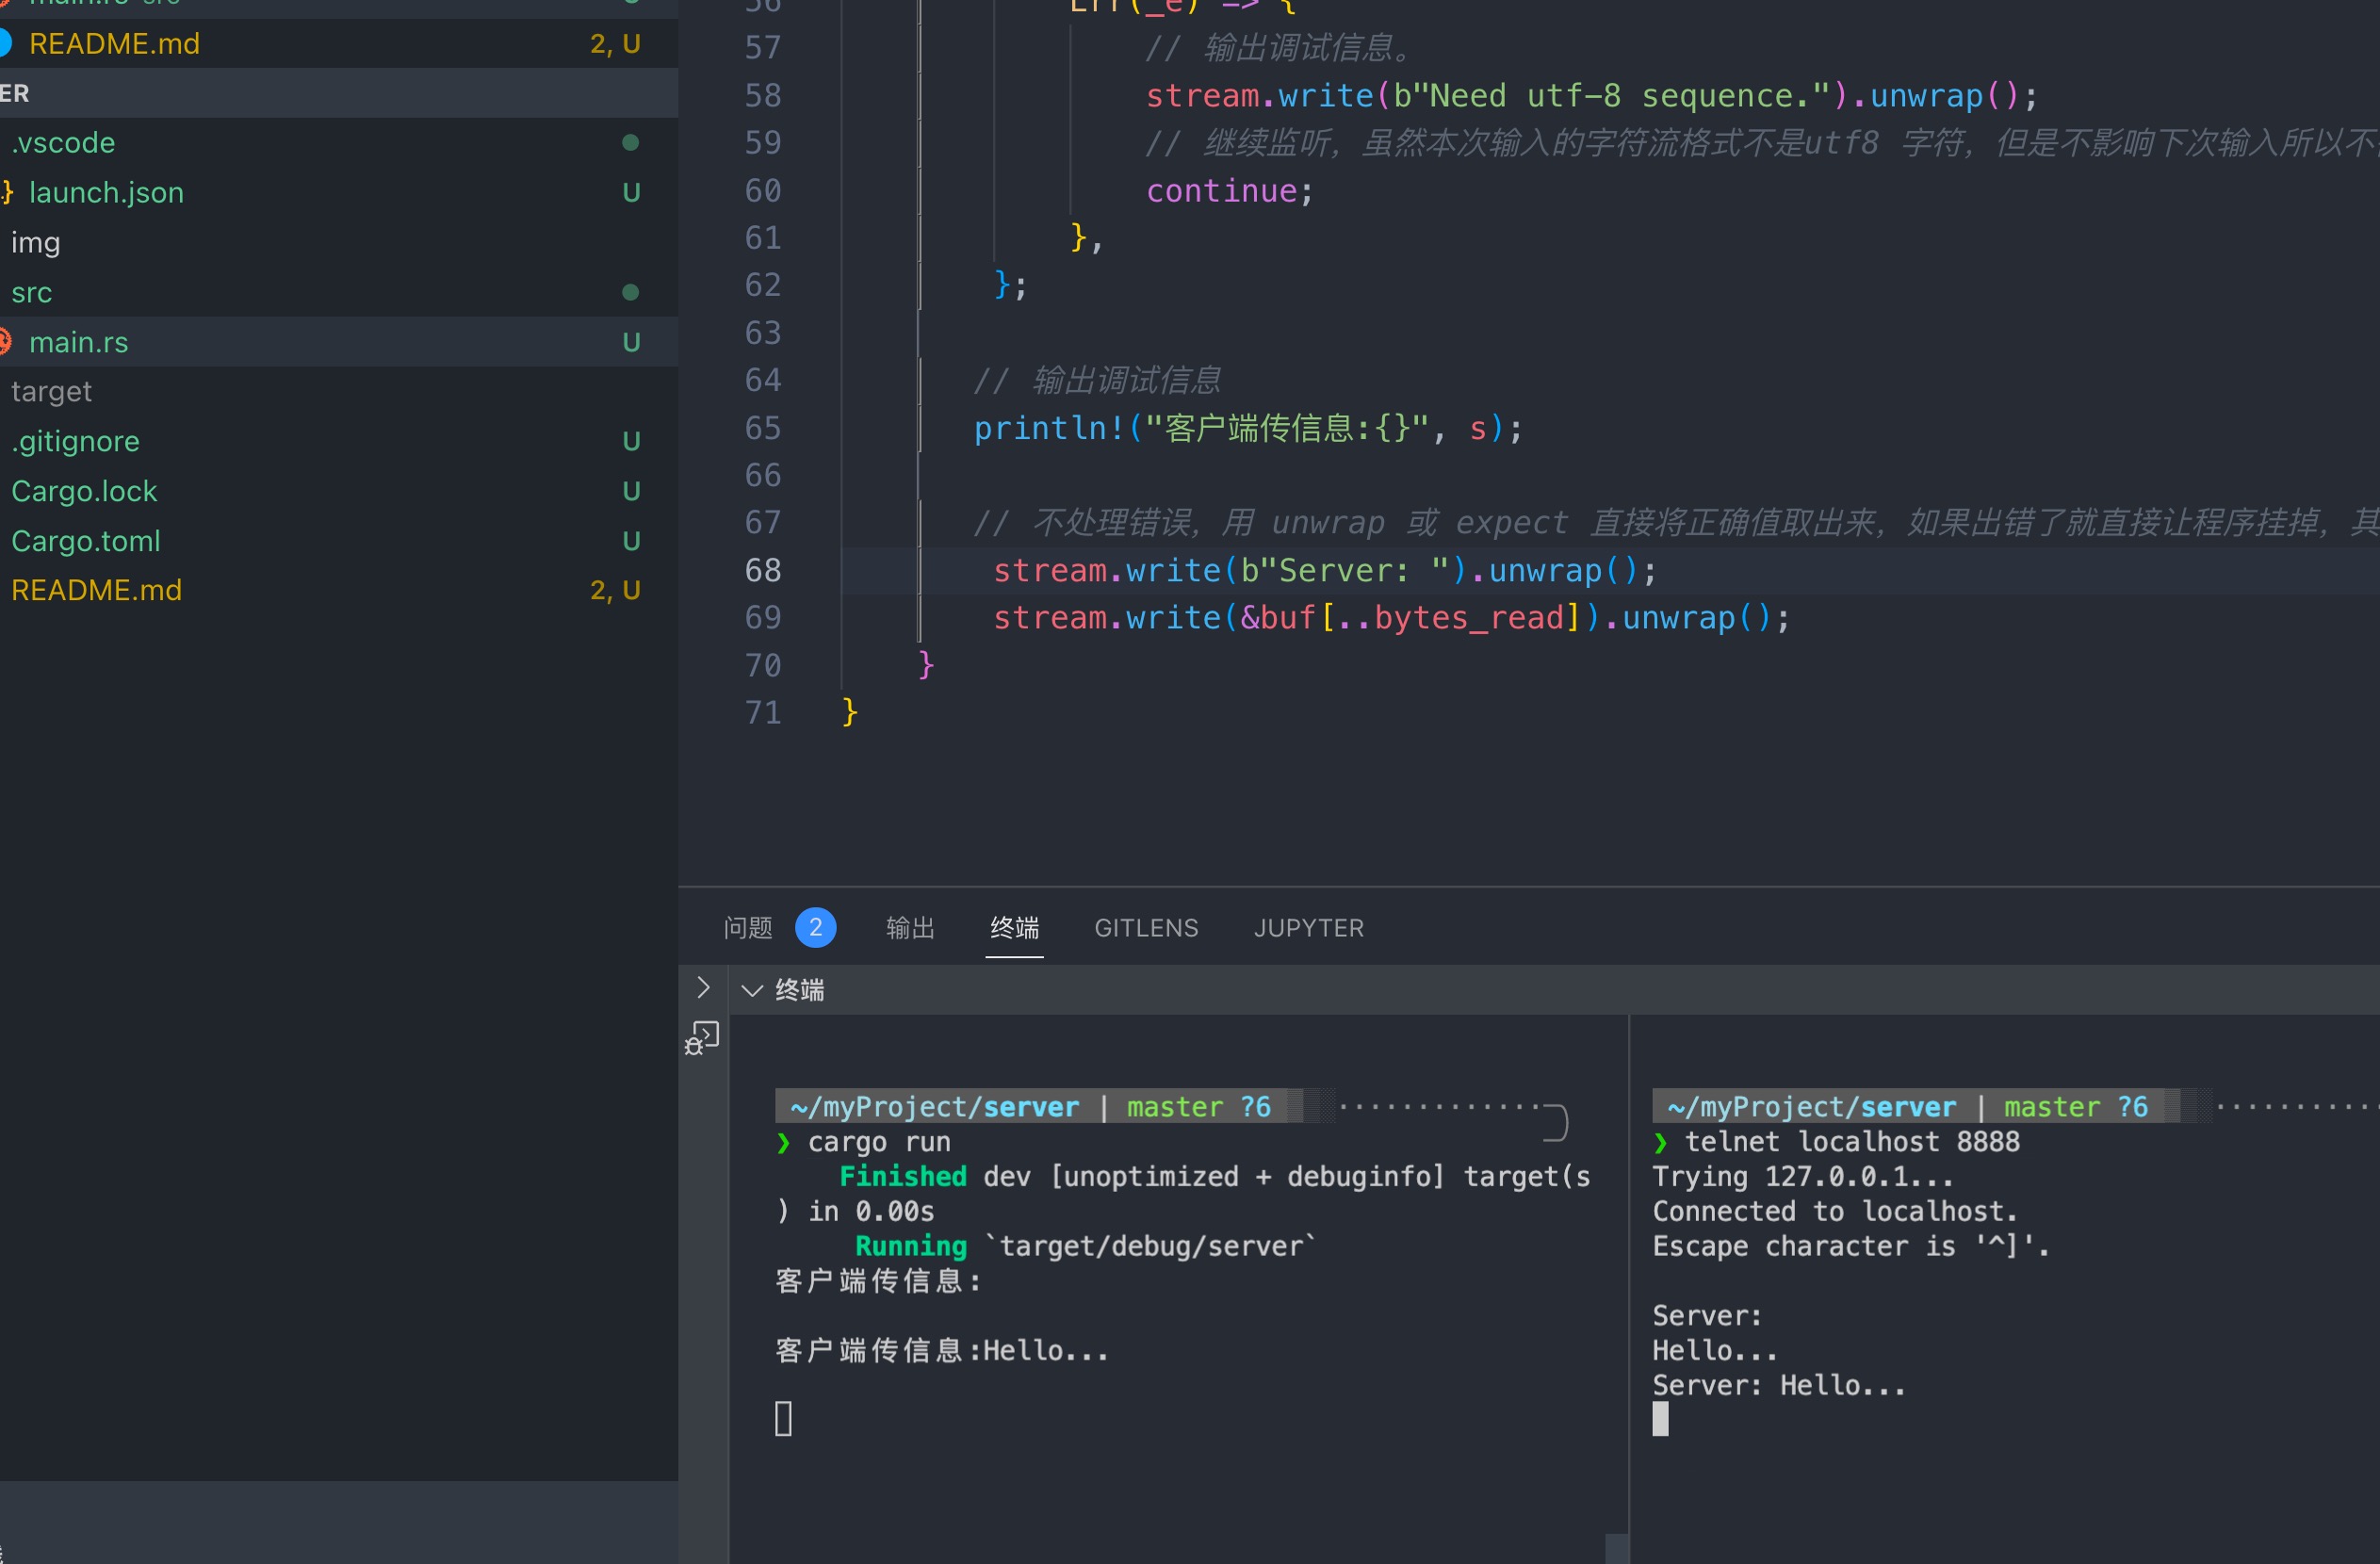 main.rs src
README.md 2, U
ER
.vscode
launch.json U
img
src
main.rs U
target
.gitignore U
Cargo.lock U
Cargo.toml U
README.md 2, U
56 Err(_e) => {
57 // 输出调试信息。
58 stream.write(b"Need utf-8 sequence.").unwrap();
59 // 继续监听，虽然本次输入的字符流格式不是utf8 字符，但是不影响下次输入所以不
60 continue;
61 },
62 };
63
64 // 输出调试信息
65 println!("客户端传信息:{}", s);
66
67 // 不处理错误，用 unwrap 或 expect 直接将正确值取出来，如果出错了就直接让程序挂掉，其
68 stream.write(b"Server: ").unwrap();
69 stream.write(&buf[..bytes_read]).unwrap();
70 }
71 }
问题 2 输出 终端 GITLENS JUPYTER
终端
~/myProject/server | master ?6
❯ cargo run
Finished dev [unoptimized + debuginfo] target(s
) in 0.00s
Running `target/debug/server`
客户端传信息:
客户端传信息:Hello...
~/myProject/server | master ?6
❯ telnet localhost 8888
Trying 127.0.0.1...
Connected to localhost.
Escape character is '^]'.
Server:
Hello...
Server: Hello...